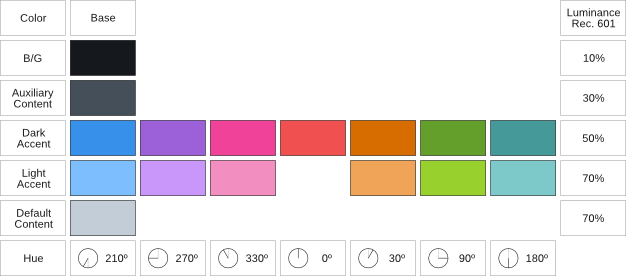 Color
Base
Luminance
Rec. 601
B/G
10%
Auxiliary
Content
30%
Dark
Accent
50%
Light
Accent
70%
Default
Content
70%
Hue
210º
270º
330º
0º
30º
90º
180º